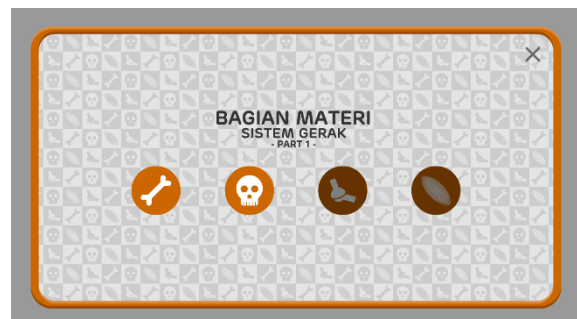 BAGIAN MATERI
SISTEM GERAK
- PART 1 -